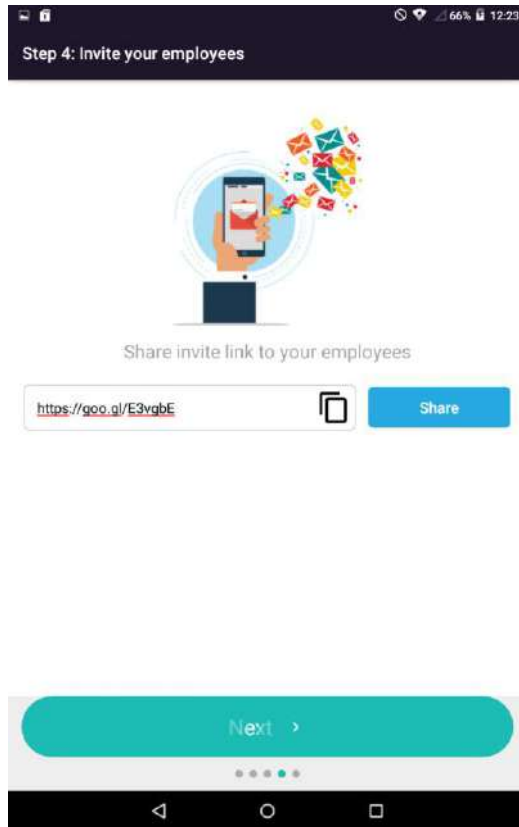 66% 12:23
Step 4: Invite your employees
Share invite link to your employees
https://goo.gl/E3vgbE
Share
Next